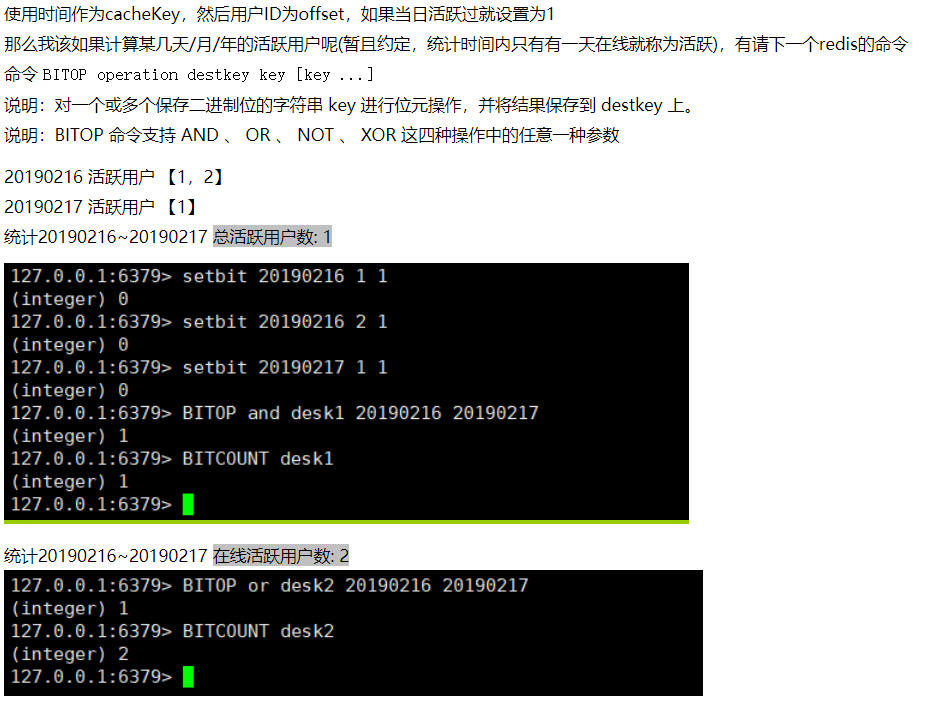 使用时间作为cacheKey，然后用户ID为offset，如果当日活跃过就设置为1
那么我该如果计算某几天/月/年的活跃用户呢(暂且约定，统计时间内只有有一天在线就称为活跃)，有请下一个redis的命令
命令 BITOP operation destkey key [key ...]
说明：对一个或多个保存二进制位的字符串 key 进行位元操作，并将结果保存到 destkey 上。
说明：BITOP 命令支持 AND 、 OR 、 NOT 、 XOR 这四种操作中的任意一种参数
20190216 活跃用户 【1，2】
20190217 活跃用户 【1】
统计20190216~20190217 总活跃用户数: 1
127.0.0.1:6379> setbit 20190216 1 1
(integer) 0
127.0.0.1:6379> setbit 20190216 2 1
(integer) 0
127.0.0.1:6379> setbit 20190217 1 1
(integer) 0
127.0.0.1:6379> BITOP and desk1 20190216 20190217
(integer) 1
127.0.0.1:6379> BITCOUNT desk1
(integer) 1
127.0.0.1:6379>
统计20190216~20190217 在线活跃用户数: 2
127.0.0.1:6379> BITOP or desk2 20190216 20190217
(integer) 1
127.0.0.1:6379> BITCOUNT desk2
(integer) 2
127.0.0.1:6379>